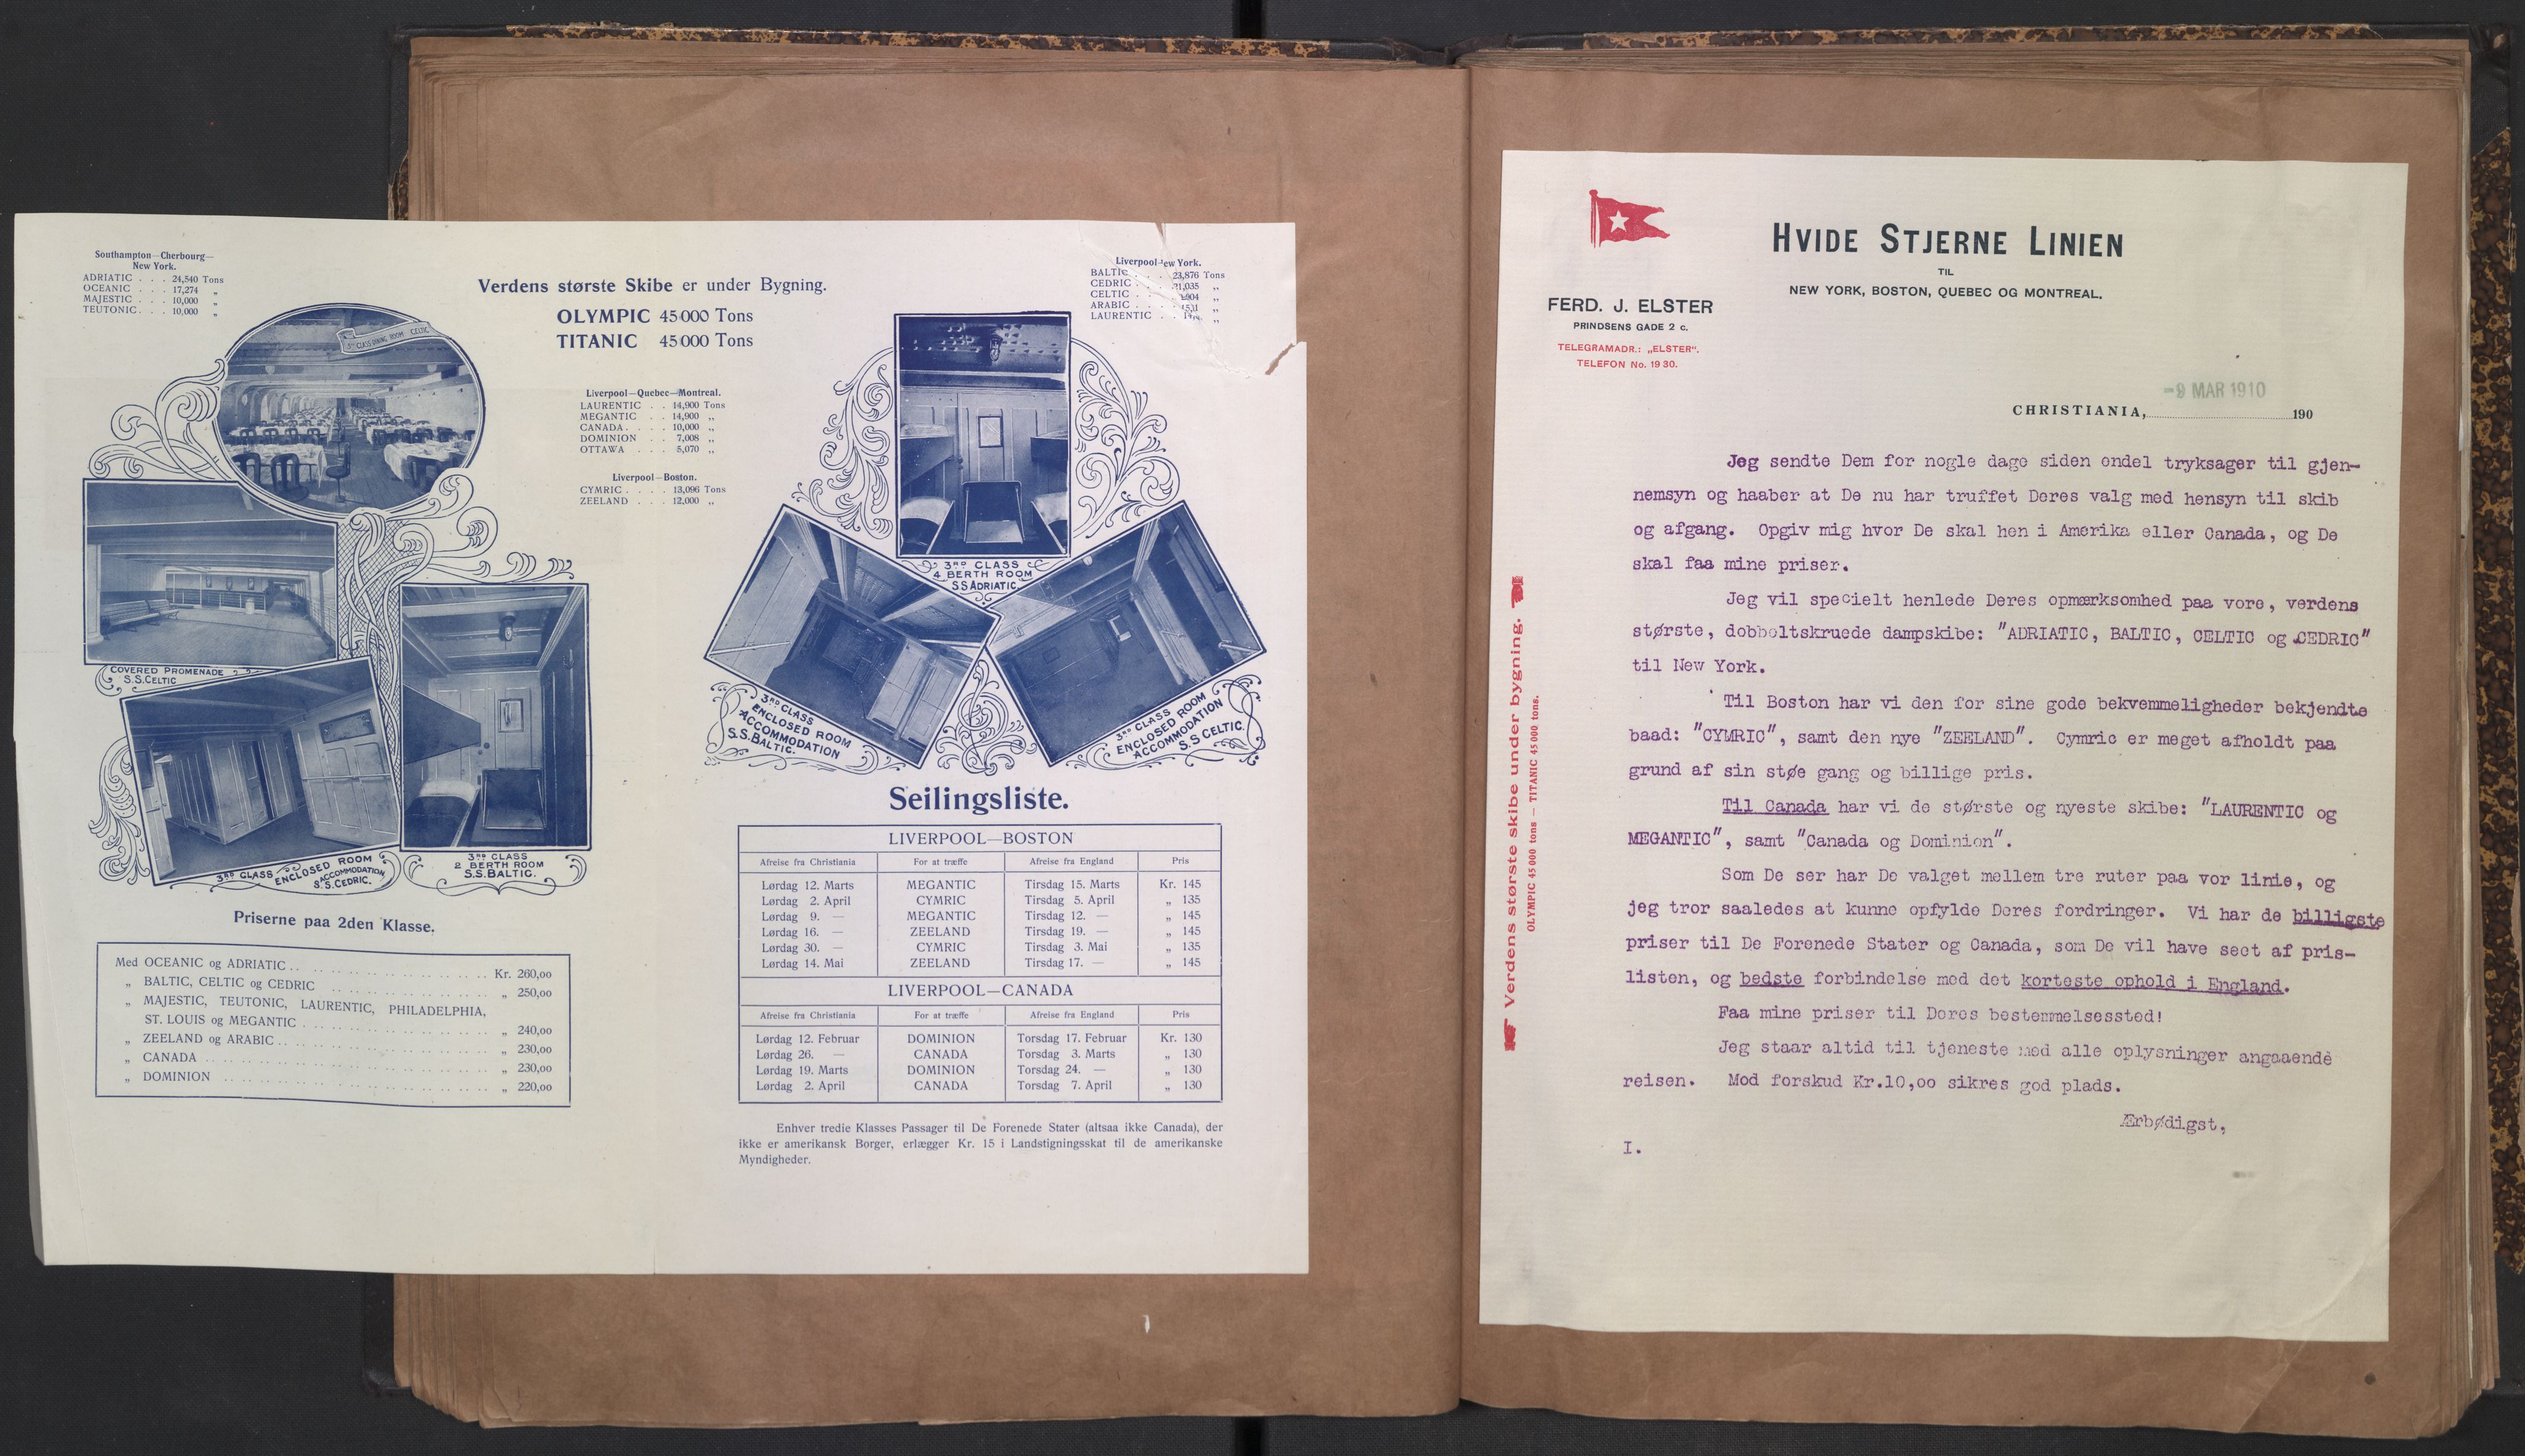 Southampton—Cherbourg—
New York.
ADRIATIC . . . 24,540 Tons
OCEANIC . . . 17,274 „
MAJESTIC . . . 10,000 „
TEUTONIC. . . 10,000 „
Verdens største Skibe er under Bygning.
OLYMPIC 45000 Tons
TITANIC 45000 Tons
Liverpool—Quebec—Montreal.
LAURENTIC . . 14,900 Tons
MEGANTIC . . 14,900 „
CANADA. . . . 10,000 „
DOMINION . . 7,008 „
OTTAWA . . . 5,070 „
Liverpool—Boston.
CYMRIC . . . . 13,096 Tons
ZEELAND . . . 12,000 „
Liverpool- ew York.
BALTIC . . . 23,876 Tons
CEDRIC . . . 21,035 „
CELTIC . . . 904 „
ARABIC . . . „
LAURENTIC . . „
3RD CLASS DINING ROOM CELTIC
COVERED PROMENADE
S.S.CELTIC
3RD CLASS ENCLOSED ROOM
ACCOMMODATION
S.S.CEDRIC.
3RD CLASS
2 BERTH ROOM
S.S.BALTIC.
3RD CLASS
4 BERTH ROOM
S.S ADRIATIC.
3RD CLASS
ENCLOSED ROOM
ACCOMMODATION
S.S.BALTIC.
3RD CLASS
ENCLOSED ROOM
ACCOMMODATION
S.S CELTIC.
Priserne paa 2den Klasse.
Med OCEANIC og ADRIATIC . . Kr. 260,00
„ BALTIC, CELTIC og CEDRIC . . „ 250,00
„ MAJESTIC, TEUTONIC, LAURENTIC, PHILADELPHIA,
ST. LOUIS og MEGANTIC . . „ 240,00
„ ZEELAND og ARABIC . . „ 230,00
„ CANADA . . „ 230,00
„ DOMINION . . „ 220,00
Seilingsliste.
LIVERPOOL—BOSTON
Afreise fra Christiania For at træffe Afreise fra England Pris
Lørdag 12. Marts MEGANTIC Tirsdag 15. Marts Kr. 145
Lørdag 2. April CYMRIC Tirsdag 5. April „ 135
Lørdag 9. — MEGANTIC Tirsdag 12. — „ 145
Lørdag 16. — ZEELAND Tirsdag 19. — „ 145
Lørdag 30. — CYMRIC Tirsdag 3. Mai „ 135
Lørdag 14. Mai ZEELAND Tirsdag 17. — „ 145
LIVERPOOL—CANADA
Afreise fra Christiania For at træffe Afreise fra England Pris
Lørdag 12. Februar DOMINION Torsdag 17. Februar Kr. 130
Lørdag 26. — CANADA Torsdag 3. Marts „ 130
Lørdag 19. Marts DOMINION Torsdag 24. — „ 130
Lørdag 2. April CANADA Torsdag 7. April „ 130
Enhver tredie Klasses Passager til De Forenede Stater (altsaa ikke Canada), der
ikke er amerikansk Borger, erlægger Kr. 15 i Landstigningsskat til de amerikanske
Myndigheder.
HVIDE STJERNE LINIEN
TIL
NEW YORK, BOSTON, QUEBEC OG MONTREAL.
FERD. J. ELSTER
PRINDSENS GADE 2 C.
TELEGRAMADR.: „ELSTER“.
TELEFON No. 1930.
-9 MAR 1910
CHRISTIANIA, 190
Verdens største skibe under bygning.
OLYMPIC 45000 tons — TITANIC 45000 tons.
Jeg sendte Dem for nogle dage siden endel tryksager til gjen-
nemsyn og haaber at De nu har truffet Deres valg med hensyn til skib
og afgang. Opgiv mig hvor De skal hen i Amerika eller Canada, og De
skal faa mine priser.
Jeg vil specielt henlede Deres opmærksomhed paa vore, verdens
største, dobboltskruede dampskibe: "ADRIATIC, BALTIC, CELTIC og CEDRIC"
til New York.
Til Boston har vi den for sine gode bekvemmeligheder bekjendte
baad: "CYMRIC", samt den nye "ZEELAND". Cymric er meget afholdt paa
grund af sin støe gang og billige pris.
Til Canada har vi de største og nyeste skibe: "LAURENTIC og
MEGANTIC", samt "Canada og Dominion".
Som De ser har De valget mellem tre ruter paa vor linie, og
jeg tror saaledes at kunne opfylde Deres fordringer. Vi har de billigste
priser til De Forenede Stater og Canada, som De vil have seet af pris-
listen, og bedste forbindelse med det korteste ophold i England.
Faa mine priser til Deres bestemmelsessted!
Jeg staar altid til tjeneste med alle oplysninger angaaende
reisen. Mod forskud Kr.10,oo sikres god plads.
Ærbødigst,
I.